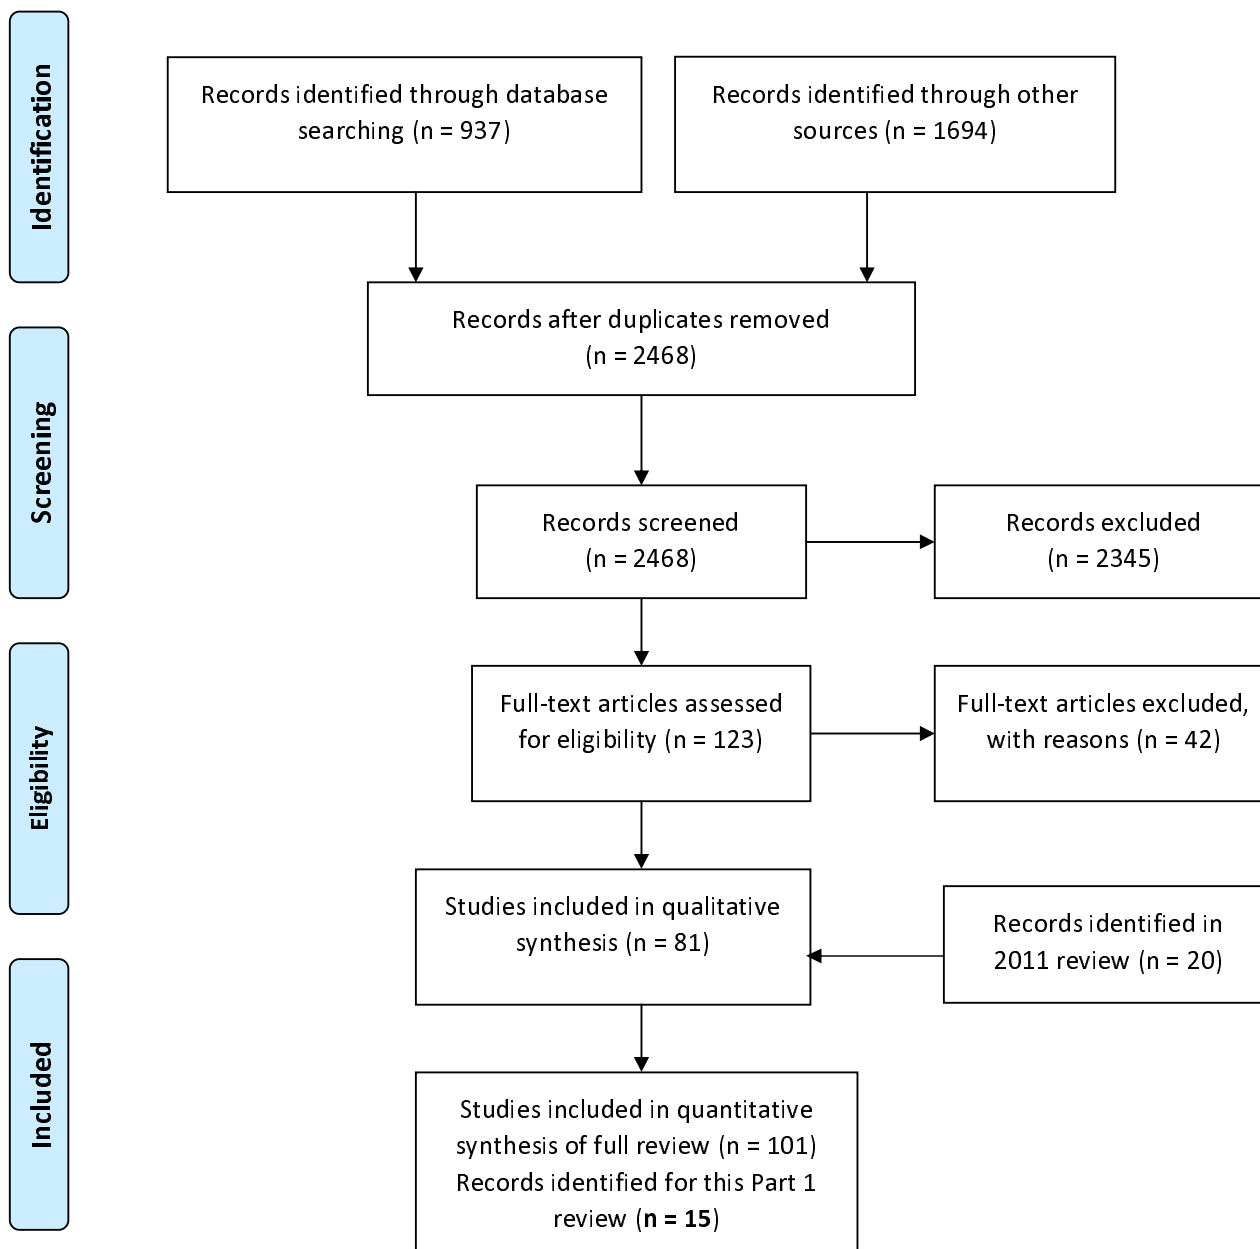 Identification
Records identified through database
searching (n = 937)
Records identified through other
sources (n = 1694)
Records after duplicates removed
(n = 2468)
Screening
Records screened
(n = 2468)
Records excluded
(n = 2345)
Eligibility
Full-text articles assessed
for eligibility (n = 123)
Full-text articles excluded,
with reasons (n = 42)
Studies included in qualitative
synthesis (n = 81)
Records identified in
2011 review (n = 20)
Included
Studies included in quantitative
synthesis of full review (n = 101)
Records identified for this Part 1
review (n = 15)